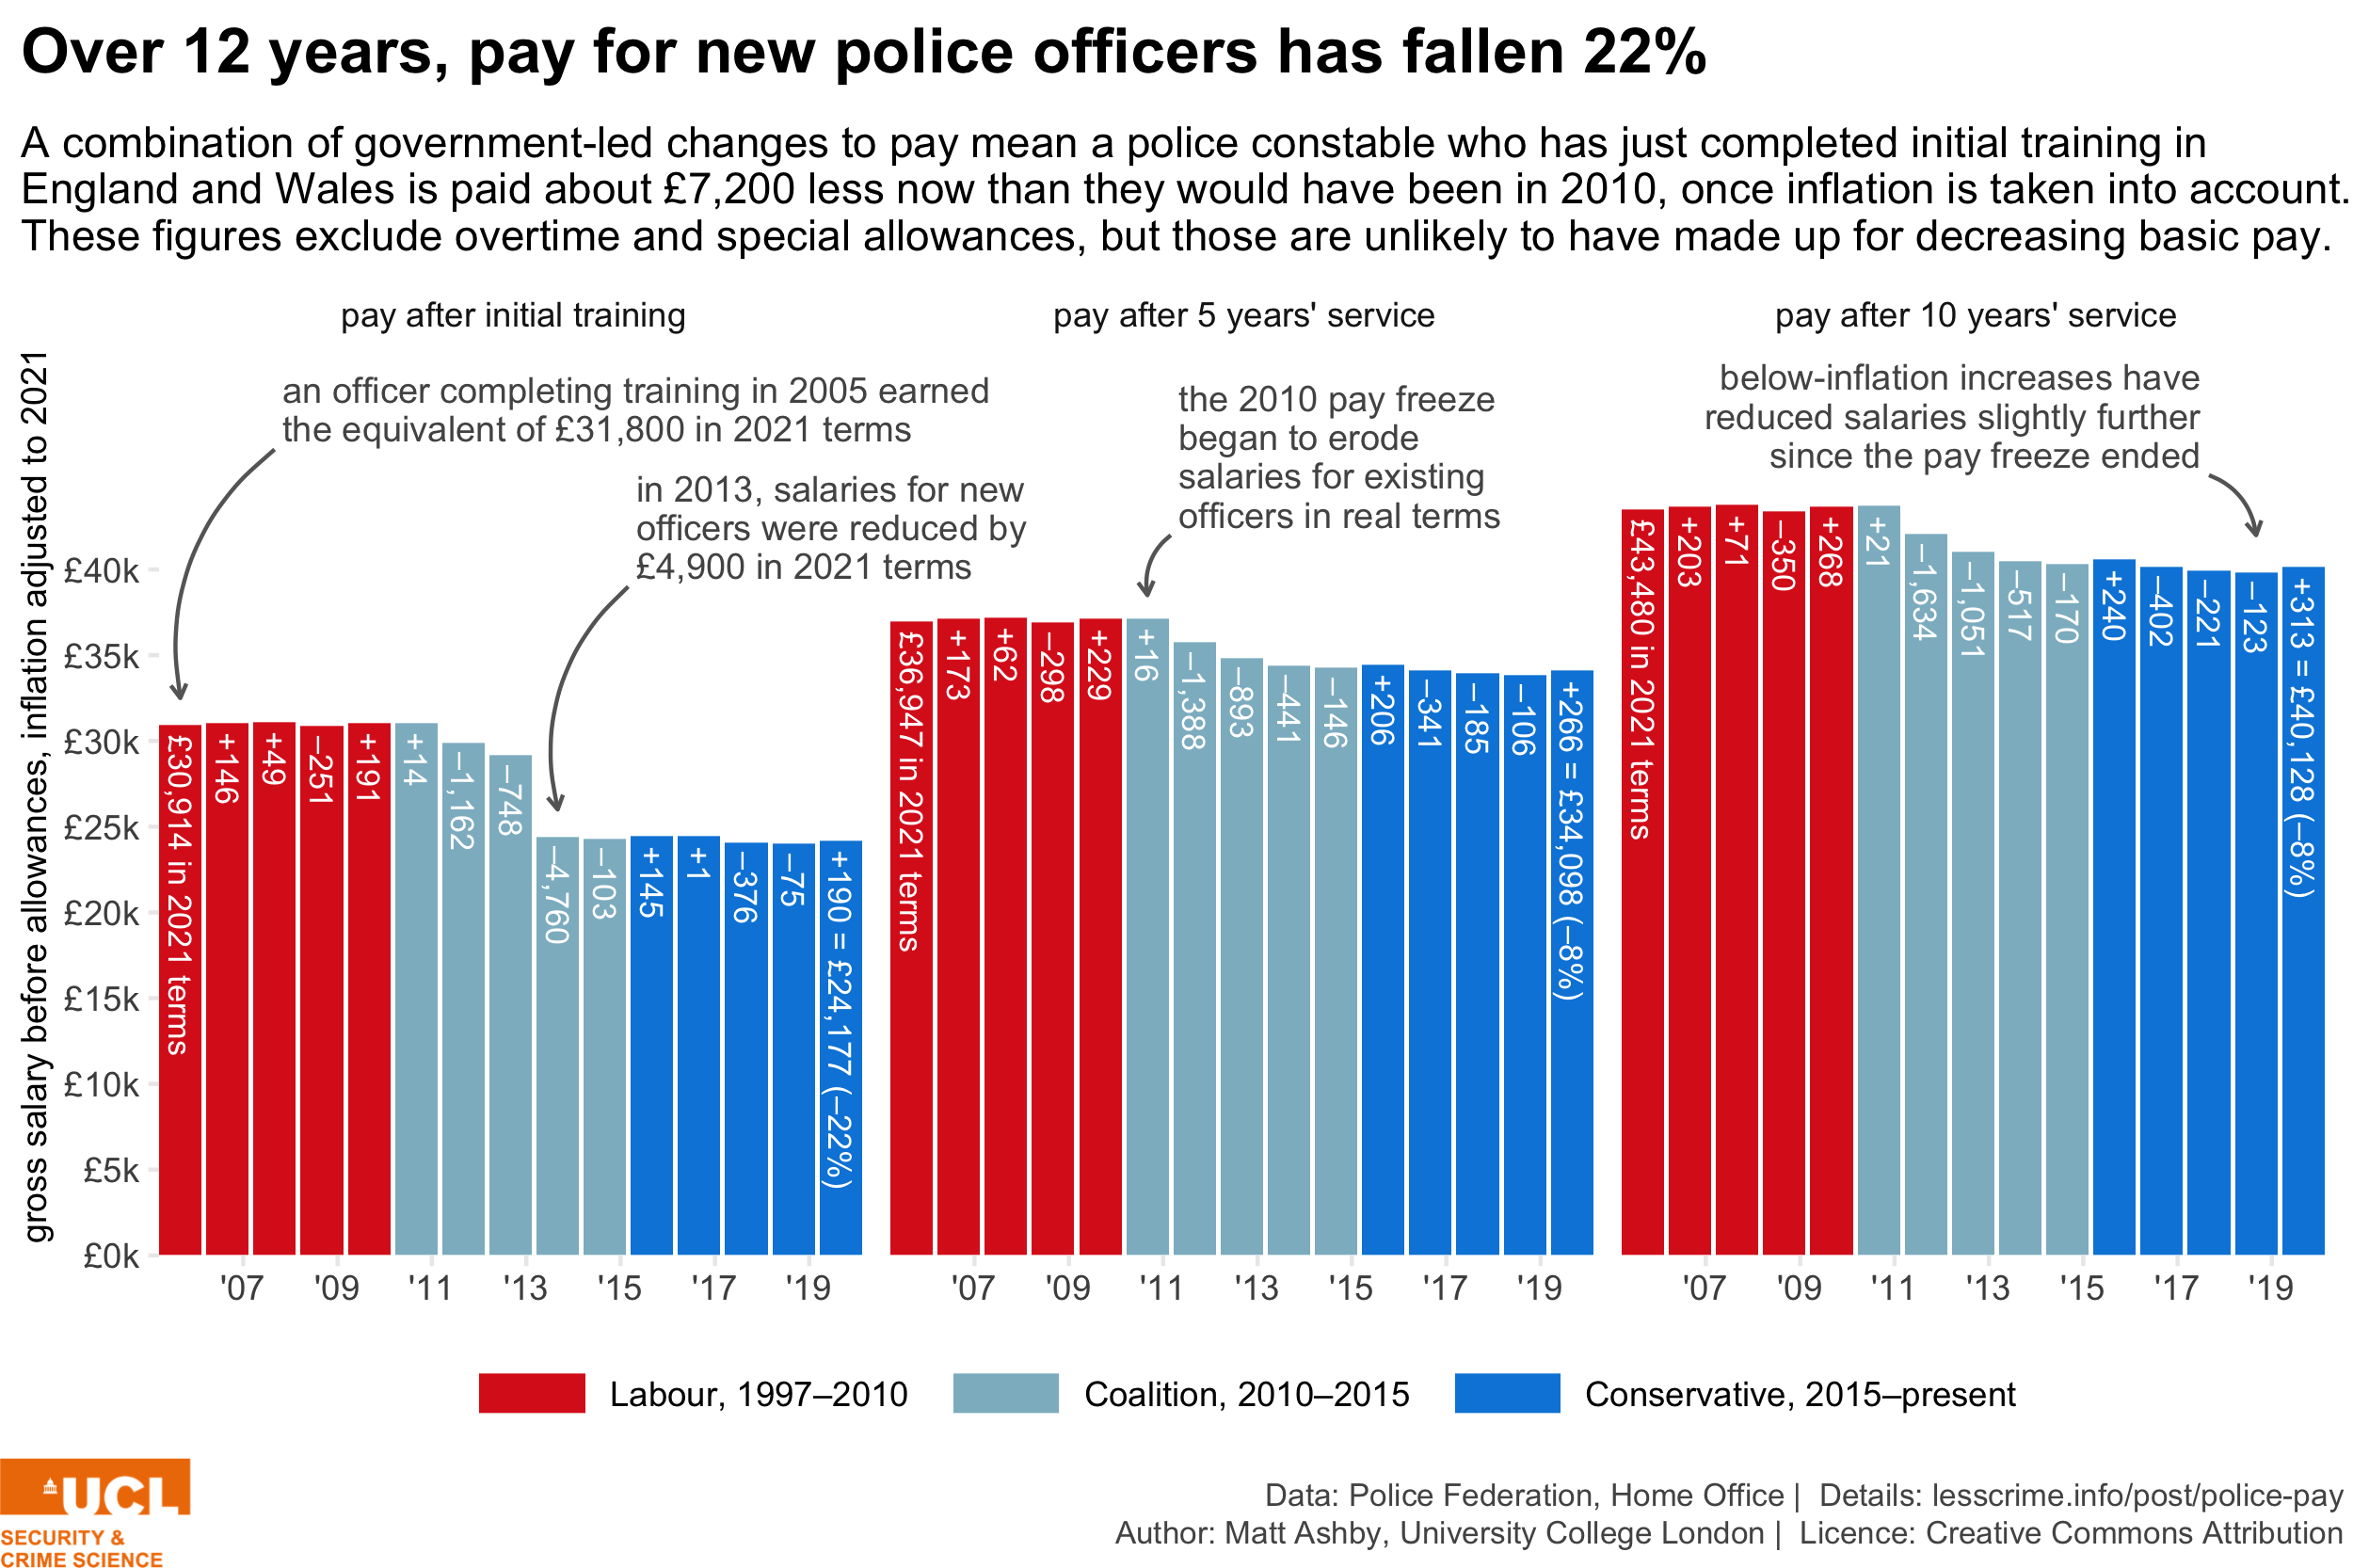 Over 12 years, pay for new police officers has fallen 22%
A combination of government-led changes to pay mean a police constable who has just completed initial training in
England and Wales is paid about £7,200 less now than they would have been in 2010, once inflation is taken into account.
These figures exclude overtime and special allowances, but those are unlikely to have made up for decreasing basic pay.
gross salary before allowances, inflation adjusted to 2021
£40k
£35k
£30k
£25k
£20k
£15k
£10k
£5k
£0k
pay after initial training
an officer completing training in 2005 earned
the equivalent of £31,800 in 2021 terms
in 2013, salaries for new
officers were reduced by
£4,900 in 2021 terms
£30,914 in 2021 terms
+146
+49
–251
+191
+14
–1,162
–748
–4,760
–103
+145
+1
–376
–75
+190 = £24,177 (–22%)
'07 '09 '11 '13 '15 '17 '19
pay after 5 years' service
the 2010 pay freeze
began to erode
salaries for existing
officers in real terms
£36,947 in 2021 terms
+173
+62
–298
+229
+16
–1,388
–893
–441
–146
+206
–341
–185
–106
+266 = £34,098 (–8%)
'07 '09 '11 '13 '15 '17 '19
pay after 10 years' service
below-inflation increases have
reduced salaries slightly further
since the pay freeze ended
£43,480 in 2021 terms
+203
+71
–350
+268
+21
–1,634
–1,051
–517
–170
+240
–402
–221
–123
+313 = £40,128 (–8%)
'07 '09 '11 '13 '15 '17 '19
Labour, 1997–2010
Coalition, 2010–2015
Conservative, 2015–present
UCL
SECURITY &
CRIME SCIENCE
Data: Police Federation, Home Office | Details: lesscrime.info/post/police-pay
Author: Matt Ashby, University College London | Licence: Creative Commons Attribution